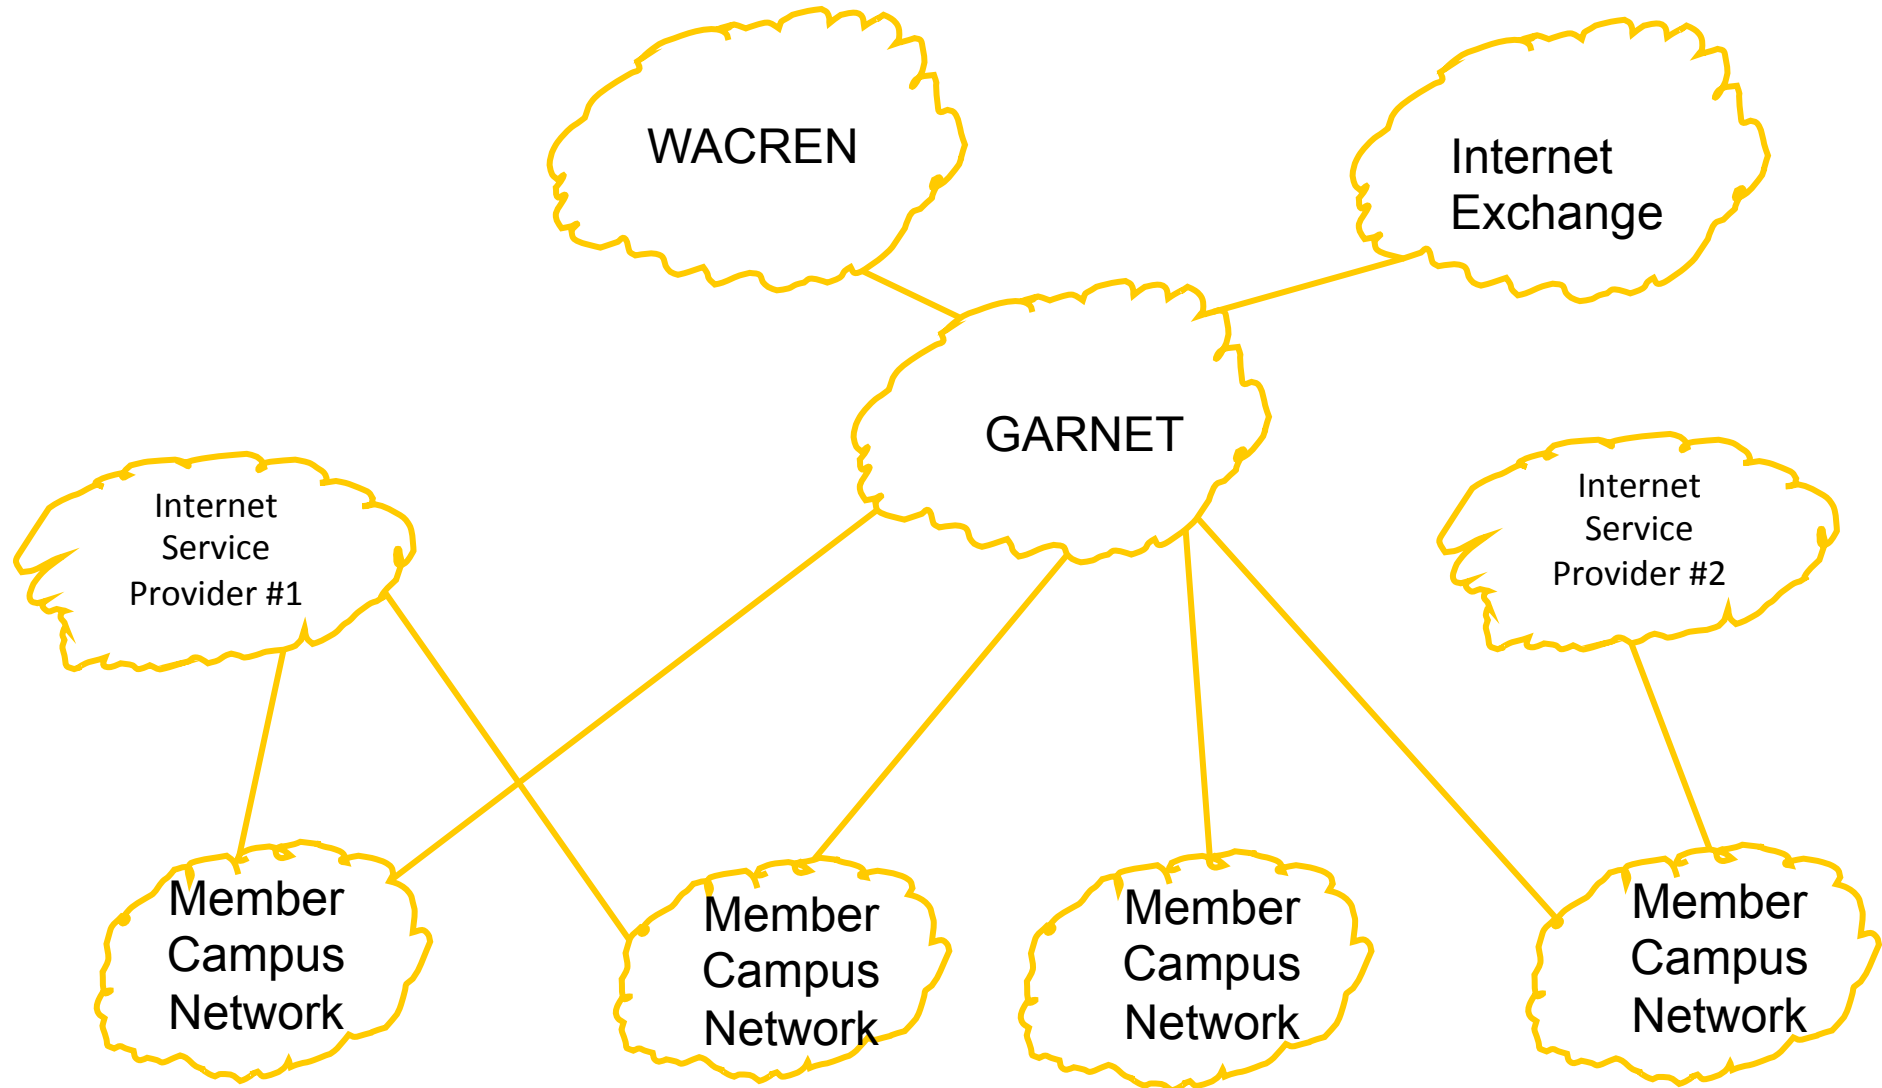 WACREN
Internet
Exchange
GARNET
Internet
Service
Provider #1
Internet
Service
Provider #2
Member
Campus
Network
Member
Campus
Network
Member
Campus
Network
Member
Campus
Network